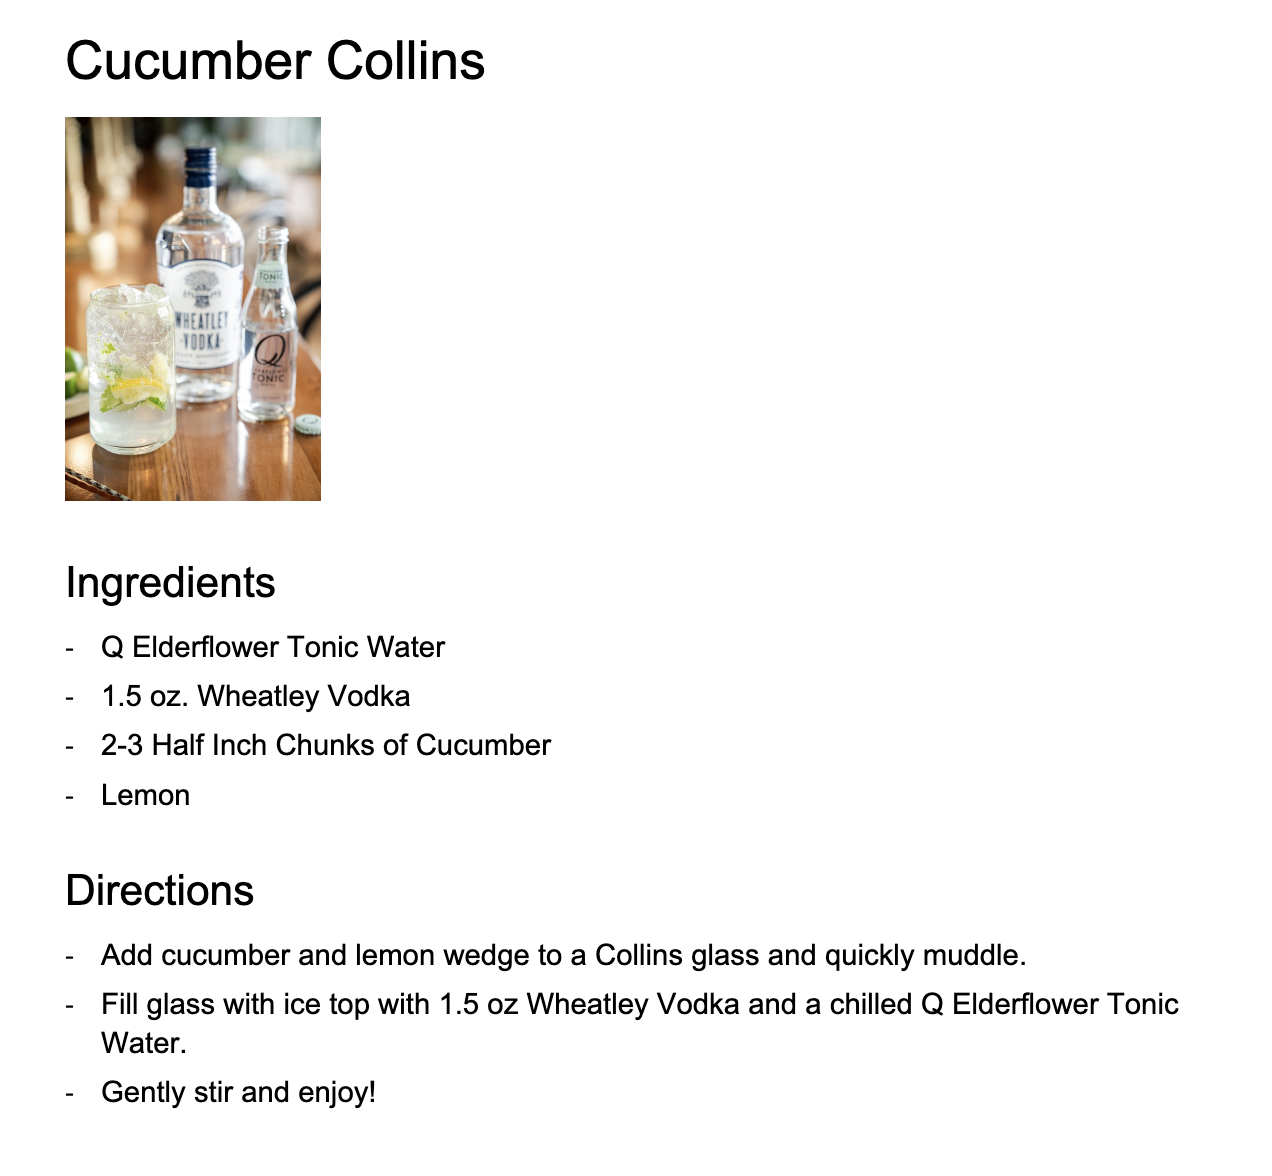 Cucumber Collins
WHEATLEY
VODKA
TONIC
Q
TONIC
Ingredients
- Q Elderflower Tonic Water
- 1.5 oz. Wheatley Vodka
- 2-3 Half Inch Chunks of Cucumber
- Lemon
Directions
- Add cucumber and lemon wedge to a Collins glass and quickly muddle.
- Fill glass with ice top with 1.5 oz Wheatley Vodka and a chilled Q Elderflower Tonic
Water.
- Gently stir and enjoy!